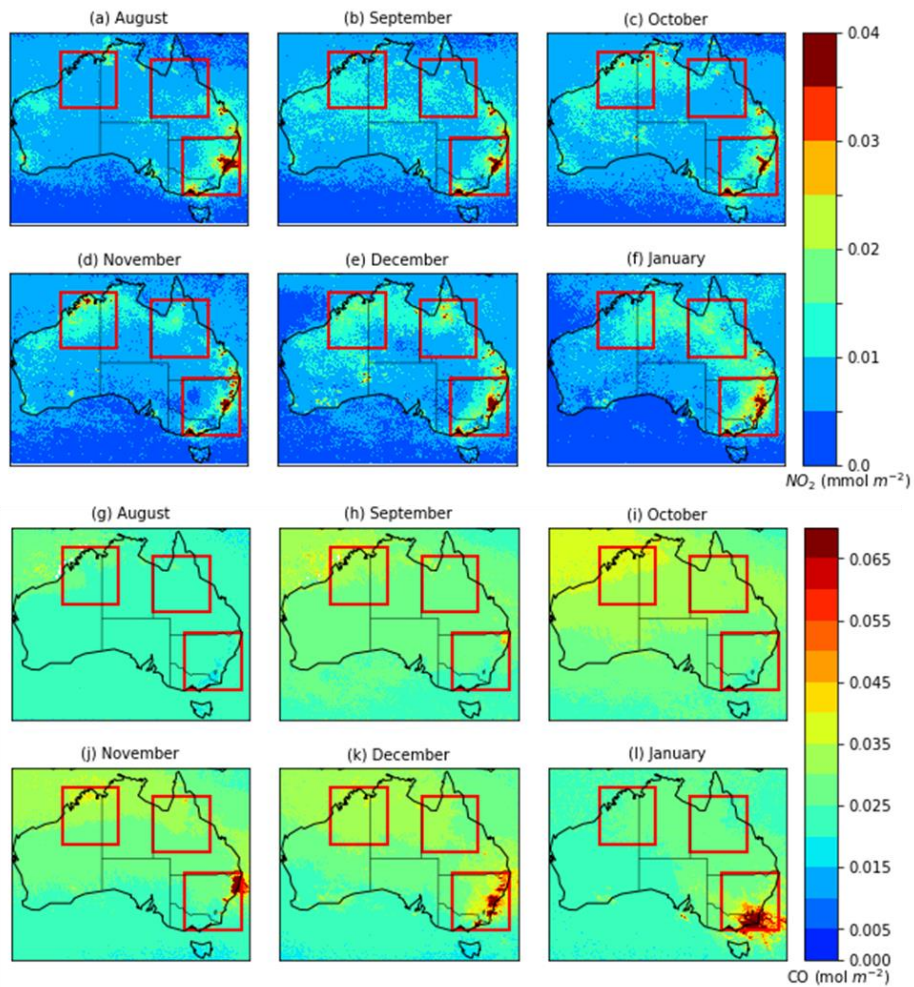 (a) August
(b) September
(c) October
0.04
0.03
0.02
0.01
0.0
NO₂ (mmol m⁻²)
(d) November
(e) December
(f) January
(g) August
(h) September
(i) October
0.065
0.055
0.045
0.035
0.025
0.015
0.005
0.000
CO (mol m⁻²)
(j) November
(k) December
(l) January